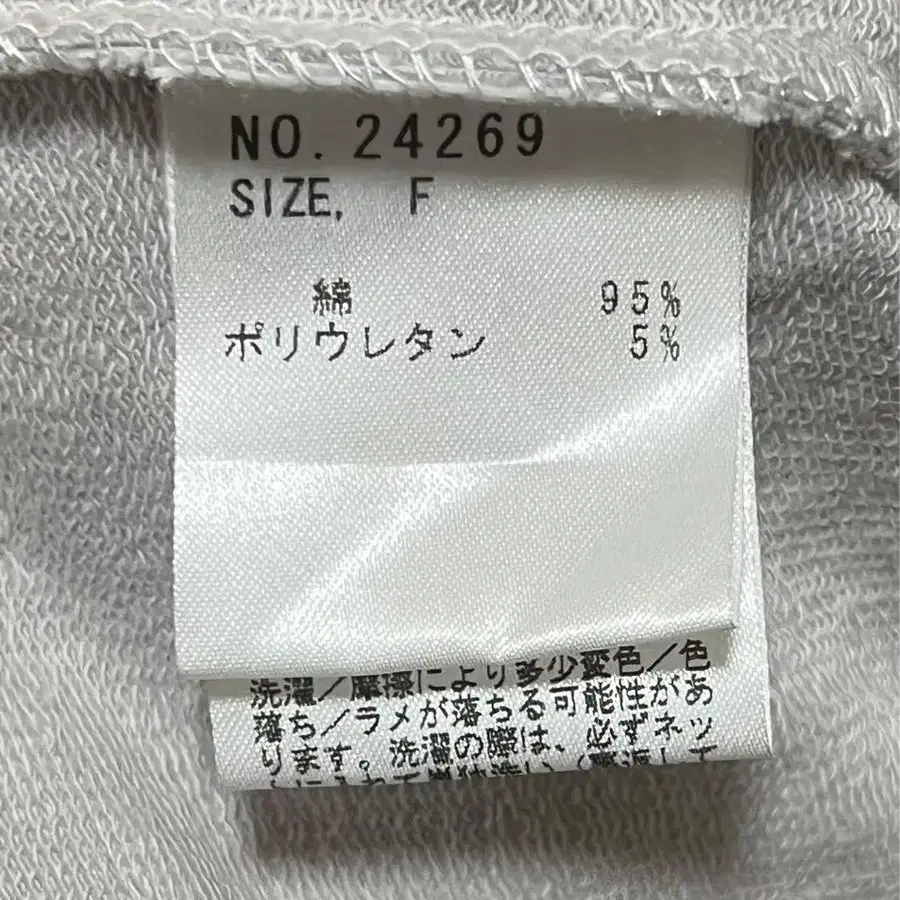 NO. 24269
SIZE. F
綿 95%
ポリウレタン 5%
洗濯/摩擦により多少変色/色
落ち/ラメが落ちる可能性があ
ります。洗濯の際は、必ずネッ